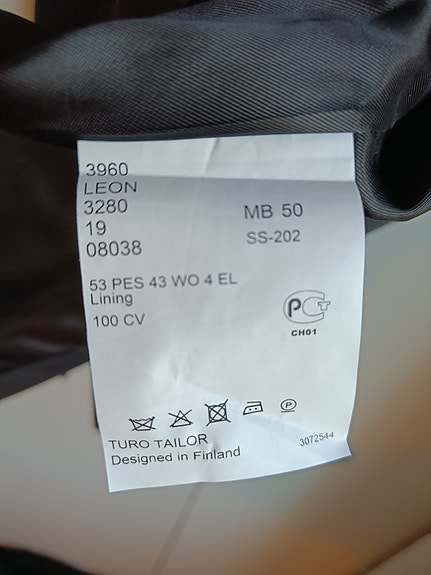 3960
LEON
3280
MB 50
19
SS-202
08038
53 PES 43 WO 4 EL
Lining
100 CV
PCT
CH01
P
TURO TAILOR
3072544
Designed in Finland